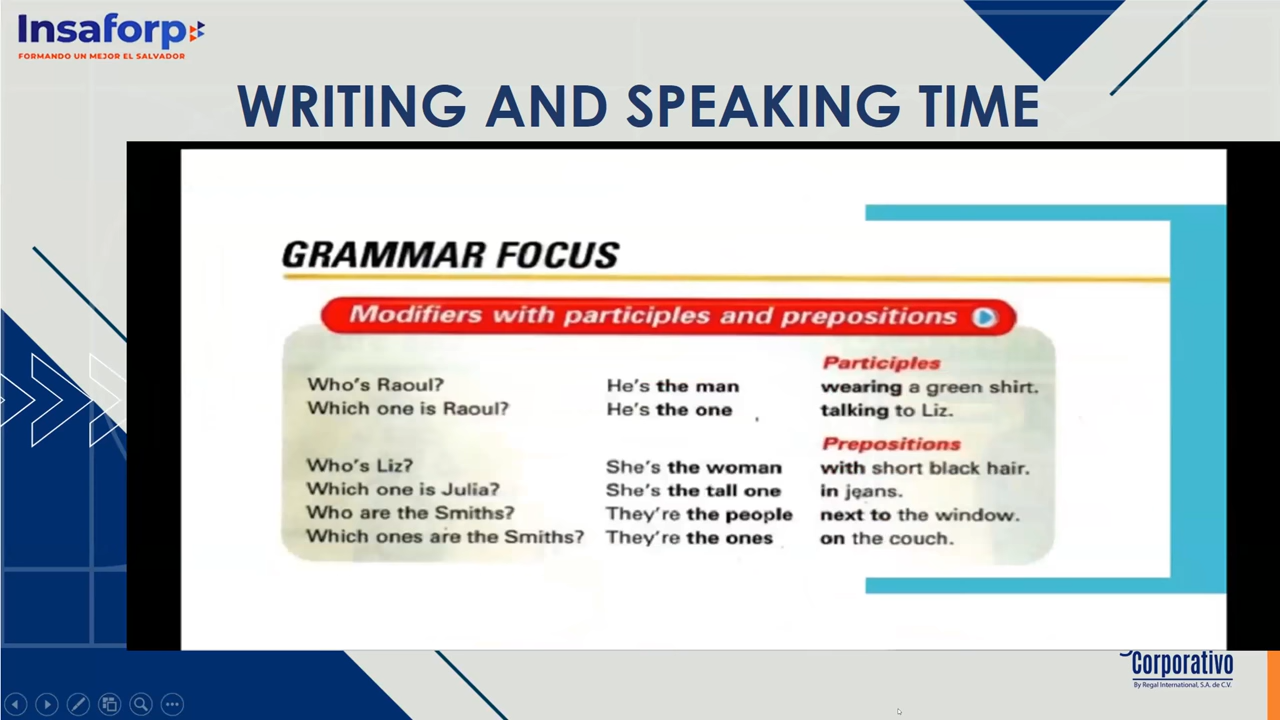 Insaforp
FORMANDO UN MEJOR EL SALVADOR
WRITING AND SPEAKING TIME
GRAMMAR FOCUS
Modifiers with participles and prepositions
Participles
Who's Raoul? He's the man wearing a green shirt.
Which one is Raoul? He's the one talking to Liz.
Prepositions
Who's Liz? She's the woman with short black hair.
Which one is Julia? She's the tall one in jeans.
Who are the Smiths? They're the people next to the window.
Which ones are the Smiths? They're the ones on the couch.
Corporativo
By Regal International, S.A. de C.V.